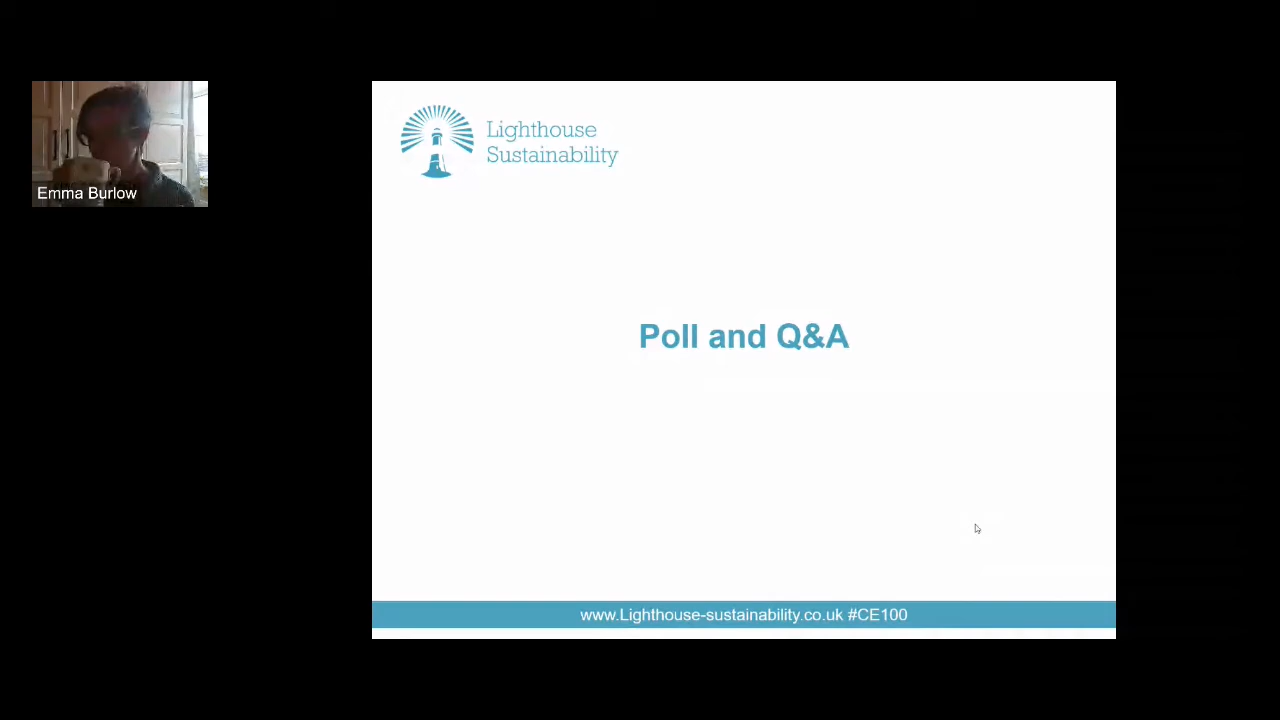 Emma Burlow
Lighthouse
Sustainability
Poll and Q&A
www.Lighthouse-sustainability.co.uk #CE100